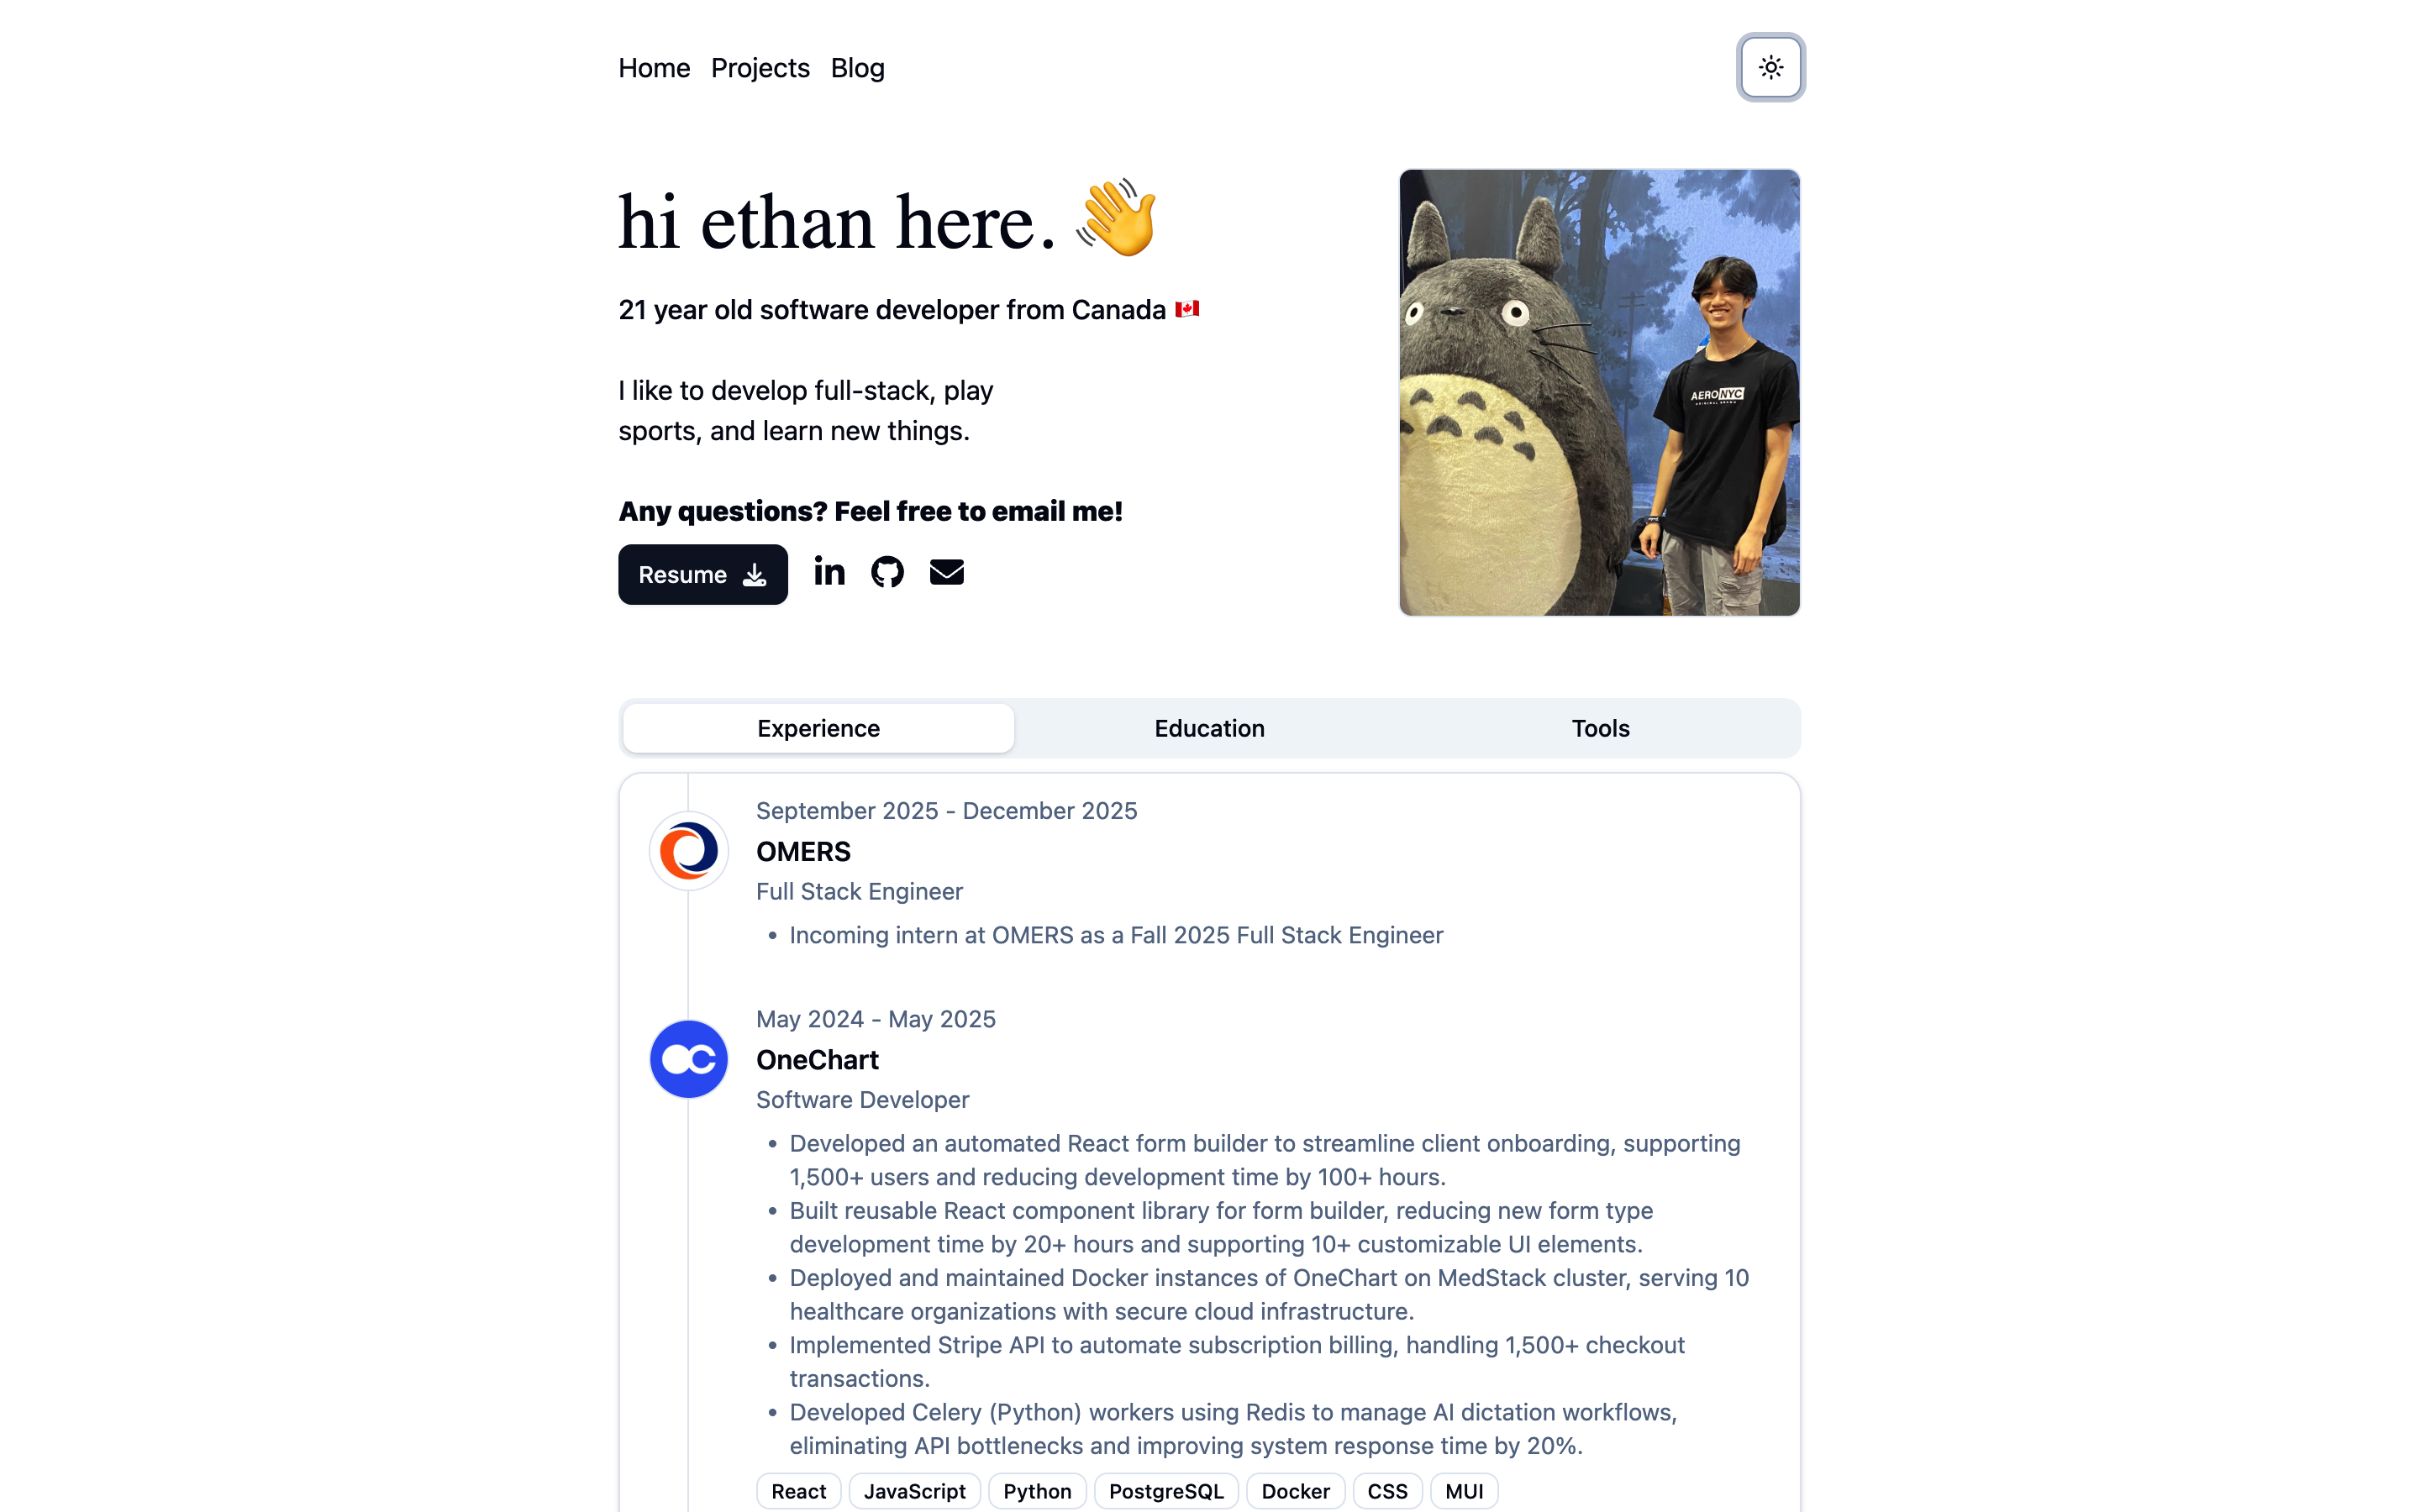 Home Projects Blog
hi ethan here. 👋
21 year old software developer from Canada 🇨🇦
I like to develop full-stack, play
sports, and learn new things.
AERO NYC
Any questions? Feel free to email me!
Resume
Experience Education Tools
September 2025 - December 2025
OMERS
Full Stack Engineer
• Incoming intern at OMERS as a Fall 2025 Full Stack Engineer
May 2024 - May 2025
OneChart
Software Developer
• Developed an automated React form builder to streamline client onboarding, supporting
1,500+ users and reducing development time by 100+ hours.
• Built reusable React component library for form builder, reducing new form type
development time by 20+ hours and supporting 10+ customizable UI elements.
• Deployed and maintained Docker instances of OneChart on MedStack cluster, serving 10
healthcare organizations with secure cloud infrastructure.
• Implemented Stripe API to automate subscription billing, handling 1,500+ checkout
transactions.
• Developed Celery (Python) workers using Redis to manage AI dictation workflows,
eliminating API bottlenecks and improving system response time by 20%.
React JavaScript Python PostgreSQL Docker CSS MUI